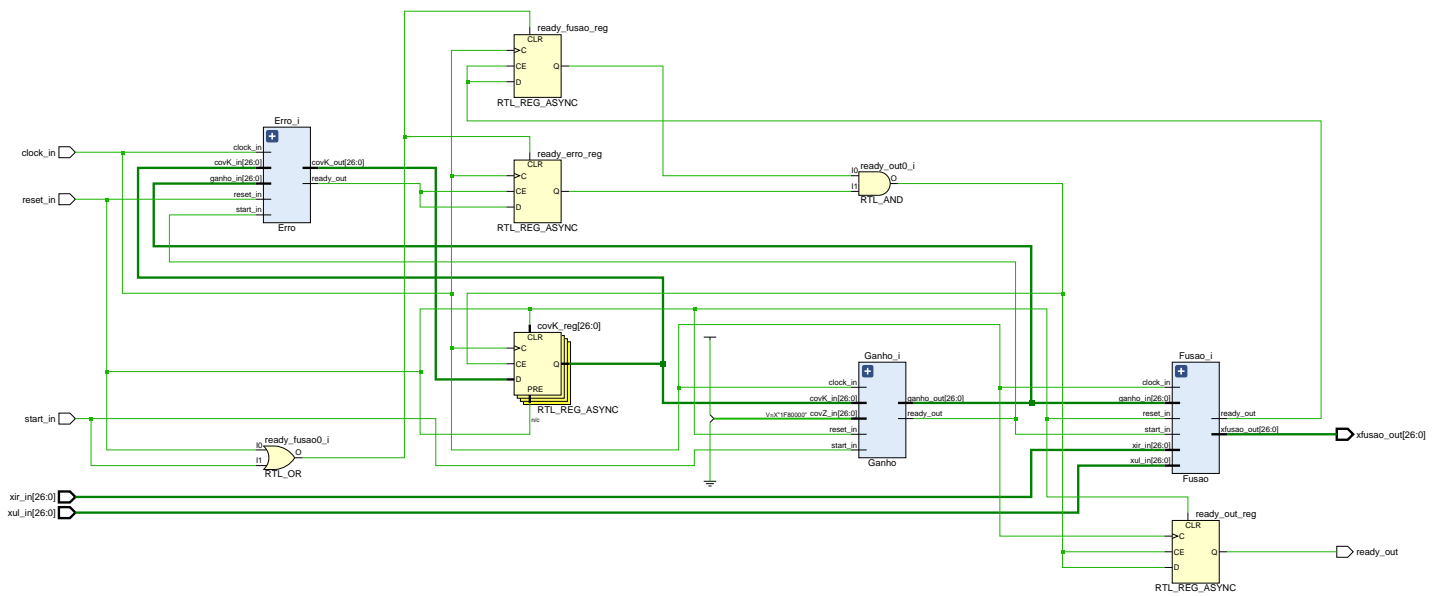 ready_fusao_reg
CLR
C
CE
D
Q
RTL_REG_ASYNC
Erro_i
clock_in
covK_in[26:0]
ganho_in[26:0]
reset_in
start_in
covK_out[26:0]
ready_out
Erro
clock_in
reset_in
ready_erro_reg
CLR
C
CE
D
Q
RTL_REG_ASYNC
ready_out0_i
I0
I1
O
RTL_AND
covK_reg[26:0]
CLR
C
CE
D
PRE
Q
RTL_REG_ASYNC
n/c
Ganho_i
clock_in
covK_in[26:0]
V=X"1F80000" covZ_in[26:0]
reset_in
start_in
ganho_out[26:0]
ready_out
Ganho
Fusao_i
clock_in
ganho_in[26:0]
reset_in
start_in
xir_in[26:0]
xul_in[26:0]
ready_out
xfusao_out[26:0]
Fusao
xfusao_out[26:0]
start_in
ready_fusao0_i
I0
I1
O
RTL_OR
xir_in[26:0]
xul_in[26:0]
ready_out_reg
CLR
C
CE
D
Q
RTL_REG_ASYNC
ready_out